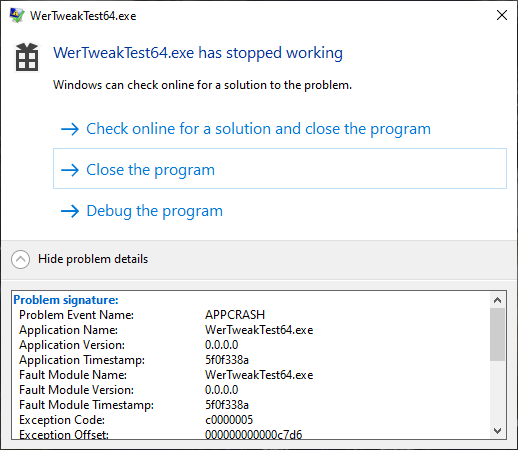 WerTweakTest64.exe
WerTweakTest64.exe has stopped working
Windows can check online for a solution to the problem.
Check online for a solution and close the program
Close the program
Debug the program
Hide problem details
Problem signature:
Problem Event Name: APPCRASH
Application Name: WerTweakTest64.exe
Application Version: 0.0.0.0
Application Timestamp: 5f0f338a
Fault Module Name: WerTweakTest64.exe
Fault Module Version: 0.0.0.0
Fault Module Timestamp: 5f0f338a
Exception Code: c0000005
Exception Offset: 000000000000c7d6